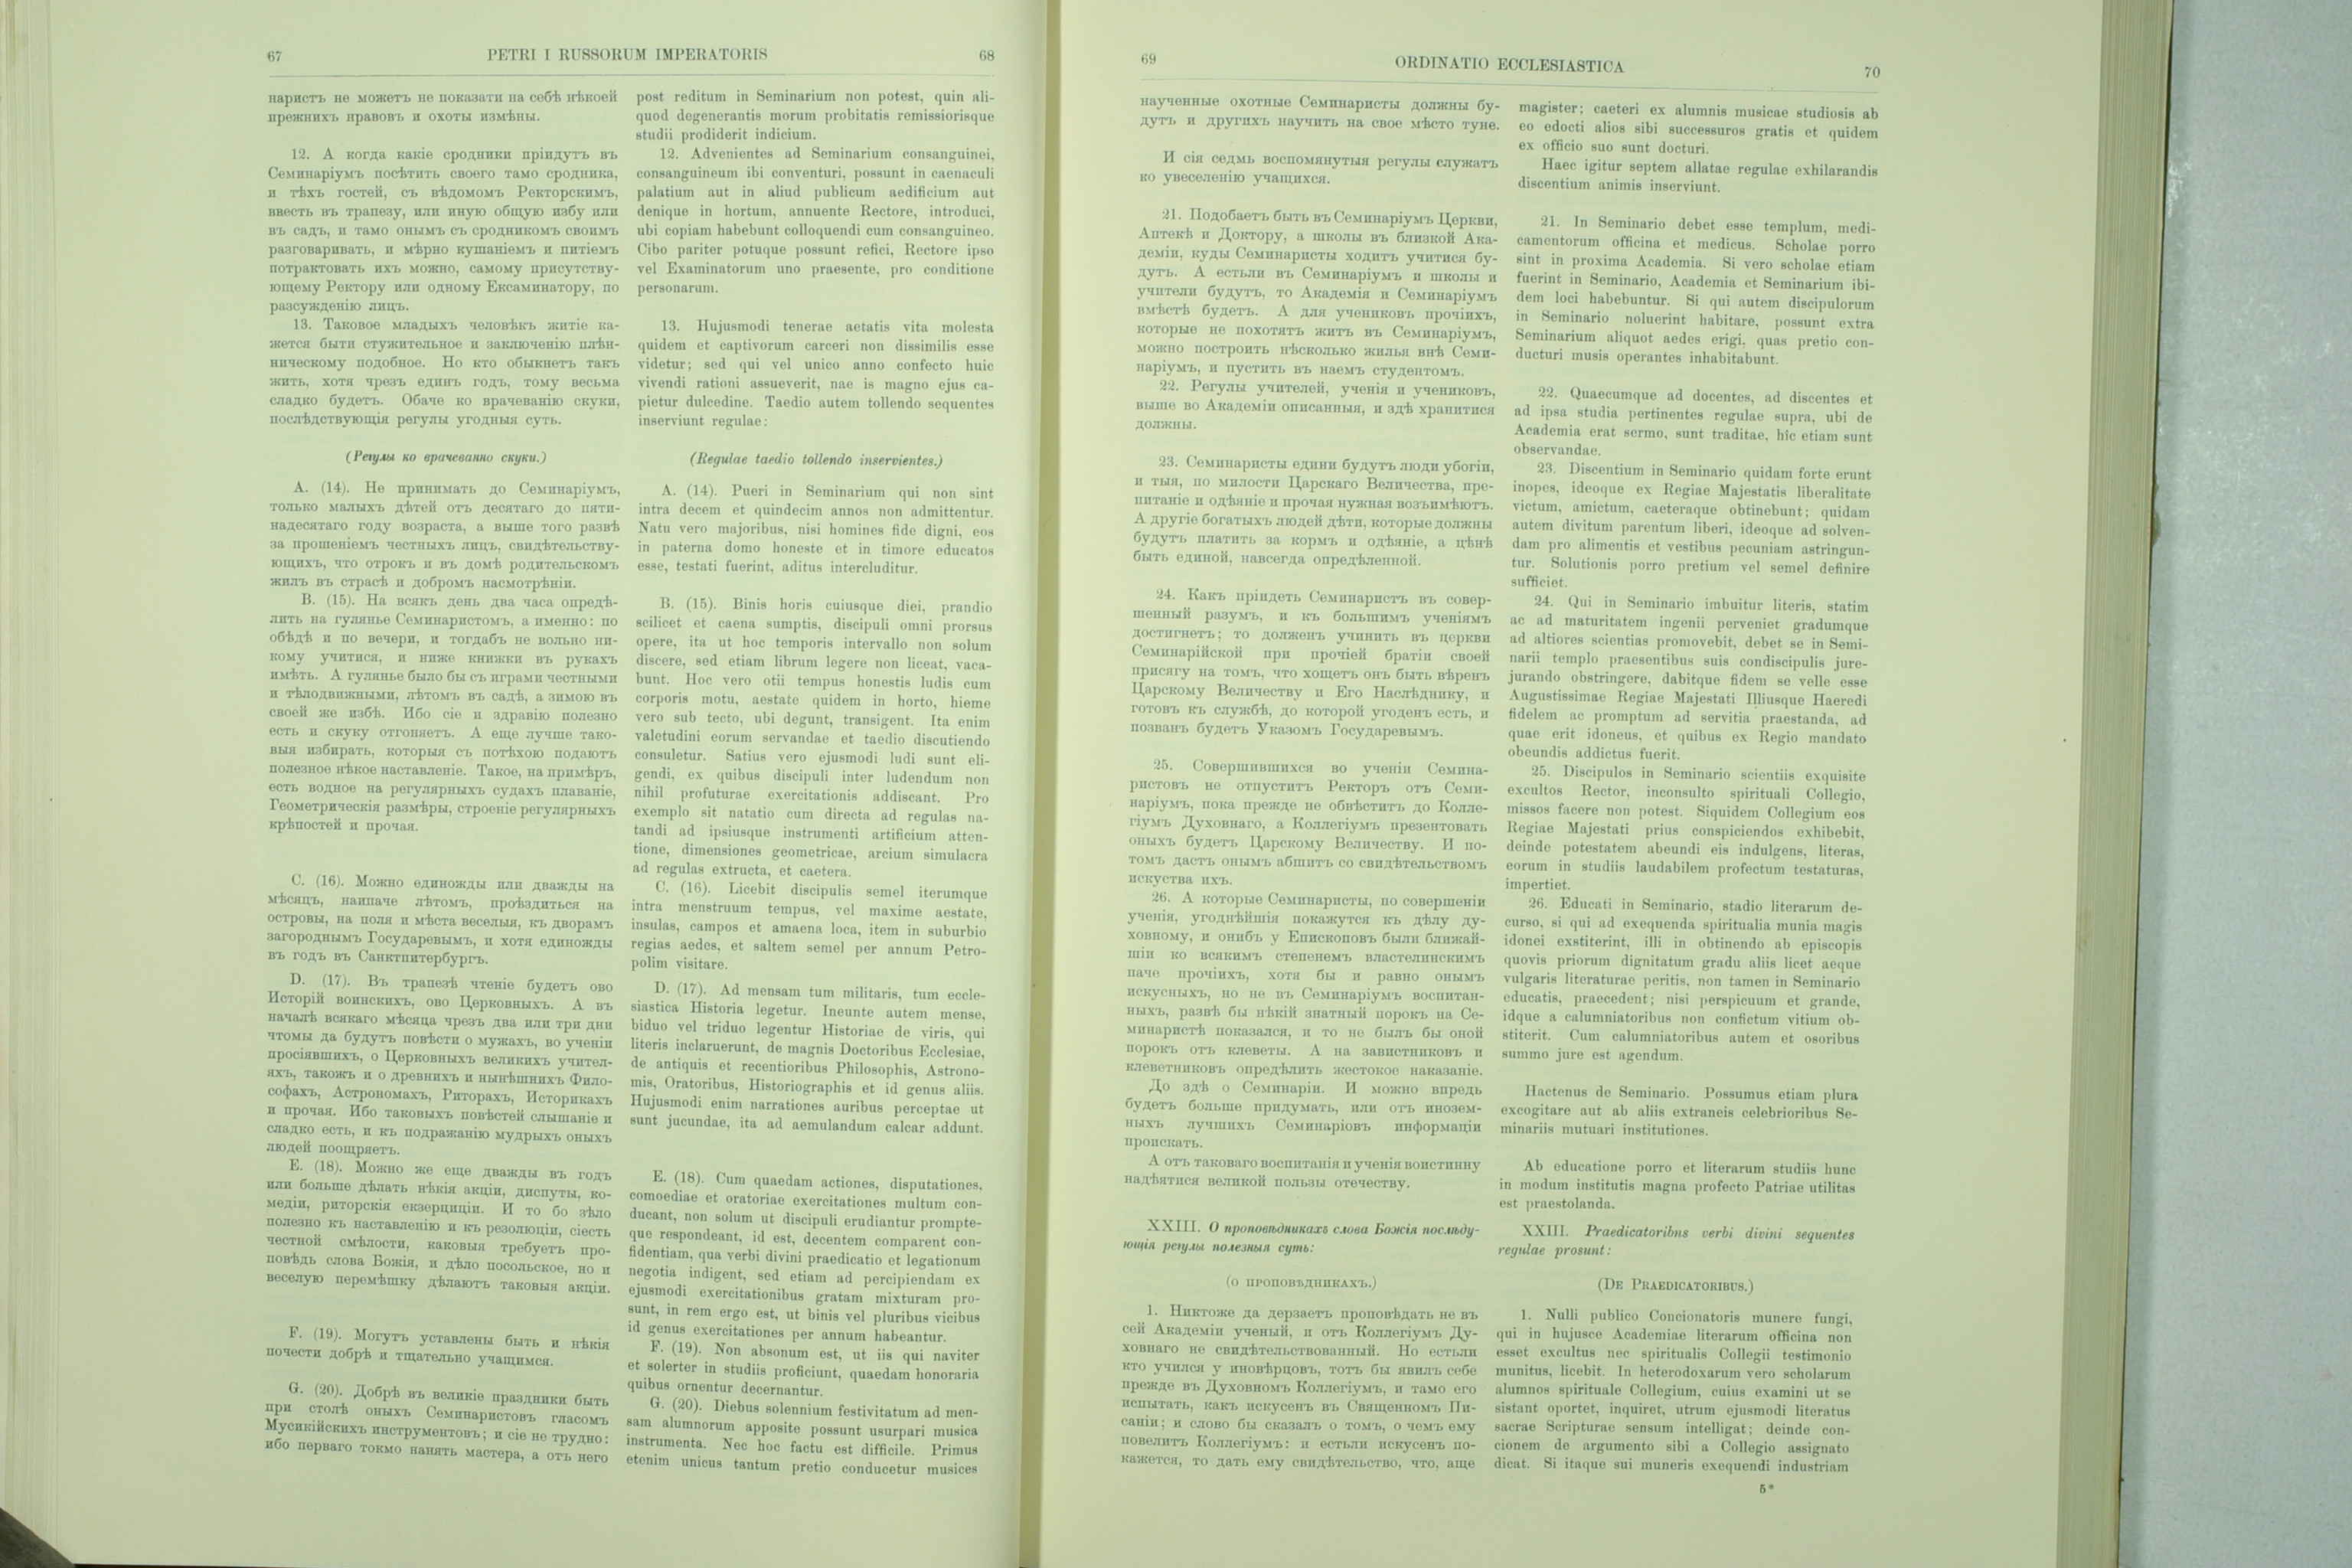 67
PETRI I RUSSORUM IMPERATORIS
68
наристъ не можетъ не показати на себѣ нѣкоей
прежнихъ нравовъ и охоты измѣны.
12. А когда какіе сродники пріидутъ въ
Семинаріумъ посѣтить своего тамо сродника,
и тѣхъ гостей, съ вѣдомомъ Ректорскимъ,
ввесть въ трапезу, или иную общую избу или
въ садъ, и тамо онымъ съ сродникомъ своимъ
разговаривать, и мѣрно кушаніемъ и питіемъ
потрактовать ихъ можно, самому присутству-
ющему Ректору или одному Ексаминатору, по
разсужденію лицъ.
13. Таковое младыхъ человѣкъ житіе ка-
жется быти стужительное и заключенію плѣн-
ническому подобное. Но кто обыкнетъ такъ
жить, хотя чрезъ единъ годъ, тому весьма
сладко будетъ. Обаче ко врачеванію скуки,
послѣдствующія регулы угодныя суть.
(Регулы ко врачеванію скуки.)
A. (14). Не принимать до Семинаріумъ,
только малыхъ дѣтей отъ десятаго до пяти-
надесятаго году возраста, а выше того развѣ
за прошеніемъ честныхъ лицъ, свидѣтельству-
ющихъ, что отрокъ и въ домѣ родительскомъ
жилъ въ страсѣ и добромъ насмотрѣніи.
B. (15). На всякъ день два часа опредѣ-
лить на гулянье Семинаристомъ, а именно: по
обѣдѣ и по вечери, и тогдабъ не вольно ни-
кому учитися, и ниже книжки въ рукахъ
имѣть. А гулянье было бы съ играми честными
и тѣлодвижными, лѣтомъ въ садѣ, а зимою въ
своей же избѣ. Ибо сіе и здравію полезно
есть и скуку отгоняетъ. А еще лучше тако-
выя избирать, которыя съ потѣхою подаютъ
полезное нѣкое наставленіе. Такое, на примѣръ,
есть водное на регулярныхъ судахъ плаваніе,
Геометрическія размѣры, строеніе регулярныхъ
крѣпостей и прочая.
C. (16). Можно единожды или дважды на
мѣсяцъ, наипаче лѣтомъ, проѣздиться на
островы, на поля и мѣста веселыя, къ дворамъ
загороднымъ Государевымъ, и хотя единожды
въ годъ въ Санктпитербургъ.
D. (17). Въ трапезѣ чтеніе будетъ ово
Исторій воинскихъ, ово Церковныхъ. А въ
началѣ всякаго мѣсяца чрезъ два или три дни
чтомы да будутъ повѣсти о мужахъ, во ученіи
просіявшихъ, о Церковныхъ великихъ учител-
яхъ, такожъ и о древнихъ и нынѣшнихъ Фило-
софахъ, Астрономахъ, Риторахъ, Историкахъ
и прочая. Ибо таковыхъ повѣстей слышаніе и
сладко есть, и къ подражанію мудрыхъ оныхъ
людей поощряетъ.
E. (18). Можно же еще дважды въ годъ
или больше дѣлать нѣкія акціи, диспуты, ко-
медіи, риторскія екзерциціи. И то бо зѣло
полезно къ наставленію и къ резолюціи, сіесть
честной смѣлости, каковыя требуетъ про-
повѣдь слова Божія, и дѣло посольское, но и
веселую перемѣшку дѣлаютъ таковыя акціи.
F. (19). Могутъ уставлены быть и нѣкія
почести добрѣ и тщательно учащимся.
G. (20). Добрѣ въ великіе праздники быть
при столѣ оныхъ Семинаристовъ гласомъ
Мусикійскихъ инструментовъ; и сіе не трудно:
ибо перваго токмо нанять мастера, а отъ него
post reditum in Seminarium non potest, quin ali-
quod degenerantis morum probitatis remissiorisque
studii prodiderit indicium.
12. Advenientes ad Seminarium consanguinei,
consanguineum ibi conventuri, possunt in caenaculi
palatium aut in aliud publicum aedificium aut
denique in hortum, annuente Rectore, introduci,
ubi copiam habebunt colloquendi cum consanguineo.
Cibo pariter potuque possunt refici, Rectore ipso
vel Examinatorum uno praesente, pro conditione
personarum.
13. Hujusmodi tenerae aetatis vita molesta
quidem et captivorum carceri non dissimilis esse
videtur; sed qui vel unico anno confecto huic
vivendi rationi assueverit, nae is magno ejus ca-
pietur dulcedine. Taedio autem tollendo sequentes
inserviunt regulae:
(Regulae taedio tollendo inservientes.)
A. (14). Pueri in Seminarium qui non sint
intra decem et quindecim annos non admittentur.
Natu vero majoribus, nisi homines fide digni, eos
in paterna domo honeste et in timore educatos
esse, testati fuerint, aditus intercluditur.
B. (15). Binis horis cuiusque diei, prandio
scilicet et caena sumptis, discipuli omni prorsus
opere, ita ut hoc temporis intervallo non solum
discere, sed etiam librum legere non liceat, vaca-
bunt. Hoc vero otii tempus honestis ludis cum
corporis motu, aestate quidem in horto, hieme
vero sub tecto, ubi degunt, transigent. Ita enim
valetudini eorum servandae et taedio discutiendo
consuletur. Satius vero ejusmodi ludi sunt eli-
gendi, ex quibus discipuli inter ludendum non
nihil profuturae exercitationis addiscant. Pro
exemplo sit natatio cum directa ad regulas na-
tandi ad ipsiusque instrumenti artificium atten-
tione, dimensiones geometricae, arcium simulacra
ad regulas extructa, et caetera.
C. (16). Licebit discipulis semel iterumque
intra menstruum tempus, vel maxime aestate,
insulas, campos et amaena loca, item in suburbio
regias aedes, et saltem semel per annum Petro-
polim visitare.
D. (17). Ad mensam tum militaris, tum eccle-
siastica Historia legetur. Ineunte autem mense,
biduo vel triduo legentur Historiae de viris, qui
literis inclaruerunt, de magnis Doctoribus Ecclesiae,
de antiquis et recentioribus Philosophis, Astrono-
mis, Oratoribus, Historiographis et id genus aliis.
Hujusmodi enim narrationes auribus perceptae ut
sunt jucundae, ita ad aemulandum calcar addunt.
E. (18). Cum quaedam actiones, disputationes,
comoediae et oratoriae exercitationes multum con-
ducant, non solum ut discipuli erudiantur prompte-
que respondeant, id est, decentem comparent con-
fidentiam, qua verbi divini praedicatio et legationum
negotia indigent, sed etiam ad percipiendam ex
ejusmodi exercitationibus gratam mixturam pro-
sunt, in rem ergo est, ut binis vel pluribus vicibus
id genus exercitationes per annum habeantur.
F. (19). Non absonum est, ut iis qui naviter
et solerter in studiis proficiunt, quaedam honoraria
quibus ornentur decernantur.
G. (20). Diebus solennium festivitatum ad men-
sam alumnorum apposite possunt usurpari musica
instrumenta. Nec hoc factu est difficile. Primus
etenim unicus tantum pretio conducetur musices
69
ORDINATIO ECCLESIASTICA
70
наученные охотные Семинаристы должны бу-
дутъ и другихъ научить на свое мѣсто туне.
И сія седмь воспомянутыя регулы служатъ
ко увеселенію учащихся.
21. Подобаетъ быть въ Семинаріумъ Церкви,
Аптекѣ и Доктору, а школы въ близкой Ака-
деміи, куды Семинаристы ходить учитися бу-
дутъ. А естьли въ Семинаріумъ и школы и
учители будутъ, то Академія и Семинаріумъ
вмѣстѣ будетъ. А для учениковъ прочіихъ,
которые не похотятъ жить въ Семинаріумъ,
можно построить нѣсколько жилья внѣ Семи-
наріумъ, и пустить въ наемъ студентомъ.
22. Регулы учителей, ученія и учениковъ,
выше во Академіи описанныя, и здѣ хранитися
должны.
23. Семинаристы едини будутъ люди убогіи,
и тыя, по милости Царскаго Величества, пре-
питаніе и одѣяніе и прочая нужная возъимѣютъ.
А другіе богатыхъ людей дѣти, которые должны
будутъ платить за кормъ и одѣяніе, а цѣнѣ
быть единой, навсегда опредѣленной.
24. Какъ пріидеть Семинаристъ въ совер-
шенный разумъ, и къ большимъ ученіямъ
достигнетъ; то долженъ учинить въ церкви
Семинарійской при прочіей братіи своей
присягу на томъ, что хощетъ онъ быть вѣренъ
Царскому Величеству и Его Наслѣднику, и
готовъ къ службѣ, до которой угоденъ есть, и
позванъ будетъ Указомъ Государевымъ.
25. Совершившихся во ученіи Семина-
ристовъ не отпуститъ Ректоръ отъ Семи-
наріумъ, пока прежде не обвѣститъ до Колле-
гіумъ Духовнаго, а Коллегіумъ презентовать
оныхъ будетъ Царскому Величеству. И по-
томъ дастъ онымъ абшитъ со свидѣтельствомъ
искуства ихъ.
26. А которые Семинаристы, по совершеніи
ученія, угоднѣйшія покажутся къ дѣлу ду-
ховному, и онибъ у Епископовъ были ближай-
шіи ко всякимъ степенемъ властелинскимъ
паче прочіихъ, хотя бы и равно онымъ
искусныхъ, но не въ Семинаріумъ воспитан-
ныхъ, развѣ бы нѣкій знатный порокъ на Се-
минаристѣ показался, и то не былъ бы оной
порокъ отъ клеветы. А на завистниковъ и
клеветниковъ опредѣлить жестокое наказаніе.
До здѣ о Семинаріи. И можно впредь
будетъ больше придумать, или отъ инозем-
ныхъ лучшихъ Семинаріовъ информаціи
проискать.
А отъ таковаго воспитанія и ученія воистинну
надѣятися великой пользы отечеству.
XXIII. О проповѣдникахъ слова Божія послѣду-
ющія регулы полезныя суть:
(О ПРОПОВѢДНИКАХЪ.)
1. Никтоже да дерзаетъ проповѣдать не въ
сей Академіи ученый, и отъ Коллегіумъ Ду-
ховнаго не свидѣтельствованный. Но естьли
кто учился у иновѣрцовъ, тотъ бы явилъ себе
прежде въ Духовномъ Коллегіумъ, и тамо его
испытать, какъ искусенъ въ Священномъ Пи-
саніи; и слово бы сказалъ о томъ, о чемъ ему
повелитъ Коллегіумъ: и естьли искусенъ по-
кажется, то дать ему свидѣтельство, что, аще
magister; caeteri ex alumnis musicae studiosis ab
eo edocti alios sibi successuros gratis et quidem
ex officio suo sunt docturi.
Haec igitur septem allatae regulae exhilarandis
discentium animis inserviunt.
21. In Seminario debet esse templum, medi-
camentorum officina et medicus. Scholae porro
sint in proxima Academia. Si vero scholae etiam
fuerint in Seminario, Academia et Seminarium ibi-
dem loci habebuntur. Si qui autem discipulorum
in Seminario noluerint habitare, possunt extra
Seminarium aliquot aedes erigi, quas pretio con-
ducturi musis operantes inhabitabunt.
22. Quaecumque ad docentes, ad discentes et
ad ipsa studia pertinentes regulae supra, ubi de
Academia erat sermo, sunt traditae, hic etiam sunt
observandae.
23. Discentium in Seminario quidam forte erunt
inopes, ideoque ex Regiae Majestatis liberalitate
victum, amictum, caeteraque obtinebunt; quidam
autem divitum parentum liberi, ideoque ad solven-
dam pro alimentis et vestibus pecuniam astringun-
tur. Solutionis porro pretium vel semel definire
sufficiet.
24. Qui in Seminario imbuitur literis, statim
ac ad maturitatem ingenii perveniet gradumque
ad altiores scientias promovebit, debet se in Semi-
narii templo praesentibus suis condiscipulis jure-
jurando obstringere, dabitque fidem se velle esse
Augustissimae Regiae Majestati Illiusque Haeredi
fidelem ac promptum ad servitia praestanda, ad
quae erit idoneus, et quibus ex Regio mandato
obeundis addictus fuerit.
25. Discipulos in Seminario scientiis exquisite
excultos Rector, inconsulto spirituali Collegio,
missos facere non potest. Siquidem Collegium eos
Regiae Majestati prius conspiciendos exhibebit,
deinde potestatem abeundi eis indulgens, literas,
eorum in studiis laudabilem profectum testaturas,
impertiet.
26. Educati in Seminario, stadio literarum de-
curso, si qui ad exequenda spiritualia munia magis
idonei exstiterint, illi in obtinendo ab episcopis
quovis priorum dignitatum gradu aliis licet aeque
vulgaris literaturae peritis, non tamen in Seminario
educatis, praecedent; nisi perspicuum et grande,
idque a calumniatoribus non confictum vitium ob-
stiterit. Cum calumniatoribus autem et osoribus
summo jure est agendum.
Hactenus de Seminario. Possumus etiam plura
excogitare aut ab aliis extraneis celebrioribus Se-
minariis mutuari institutiones.
Ab educatione porro et literarum studiis hunc
in modum institutis magna profecto Patriae utilitas
est praestolanda.
XXIII. Praedicatoribus verbi divini sequentes
regulae prosunt:
(DE PRAEDICATORIBUS.)
1. Nulli publico Concionatoris munere fungi,
qui in hujusce Academiae literarum officina non
esset excultus nec spiritualis Collegii testimonio
munitus, licebit. In heterodoxarum vero scholarum
alumnos spirituale Collegium, cuius examini ut se
sistant oportet, inquiret, utrum ejusmodi literatus
sacrae Scripturae sensum intelligat; deinde con-
cionem de argumento sibi a Collegio assignato
dicat. Si itaque sui muneris exequendi industriam
5*